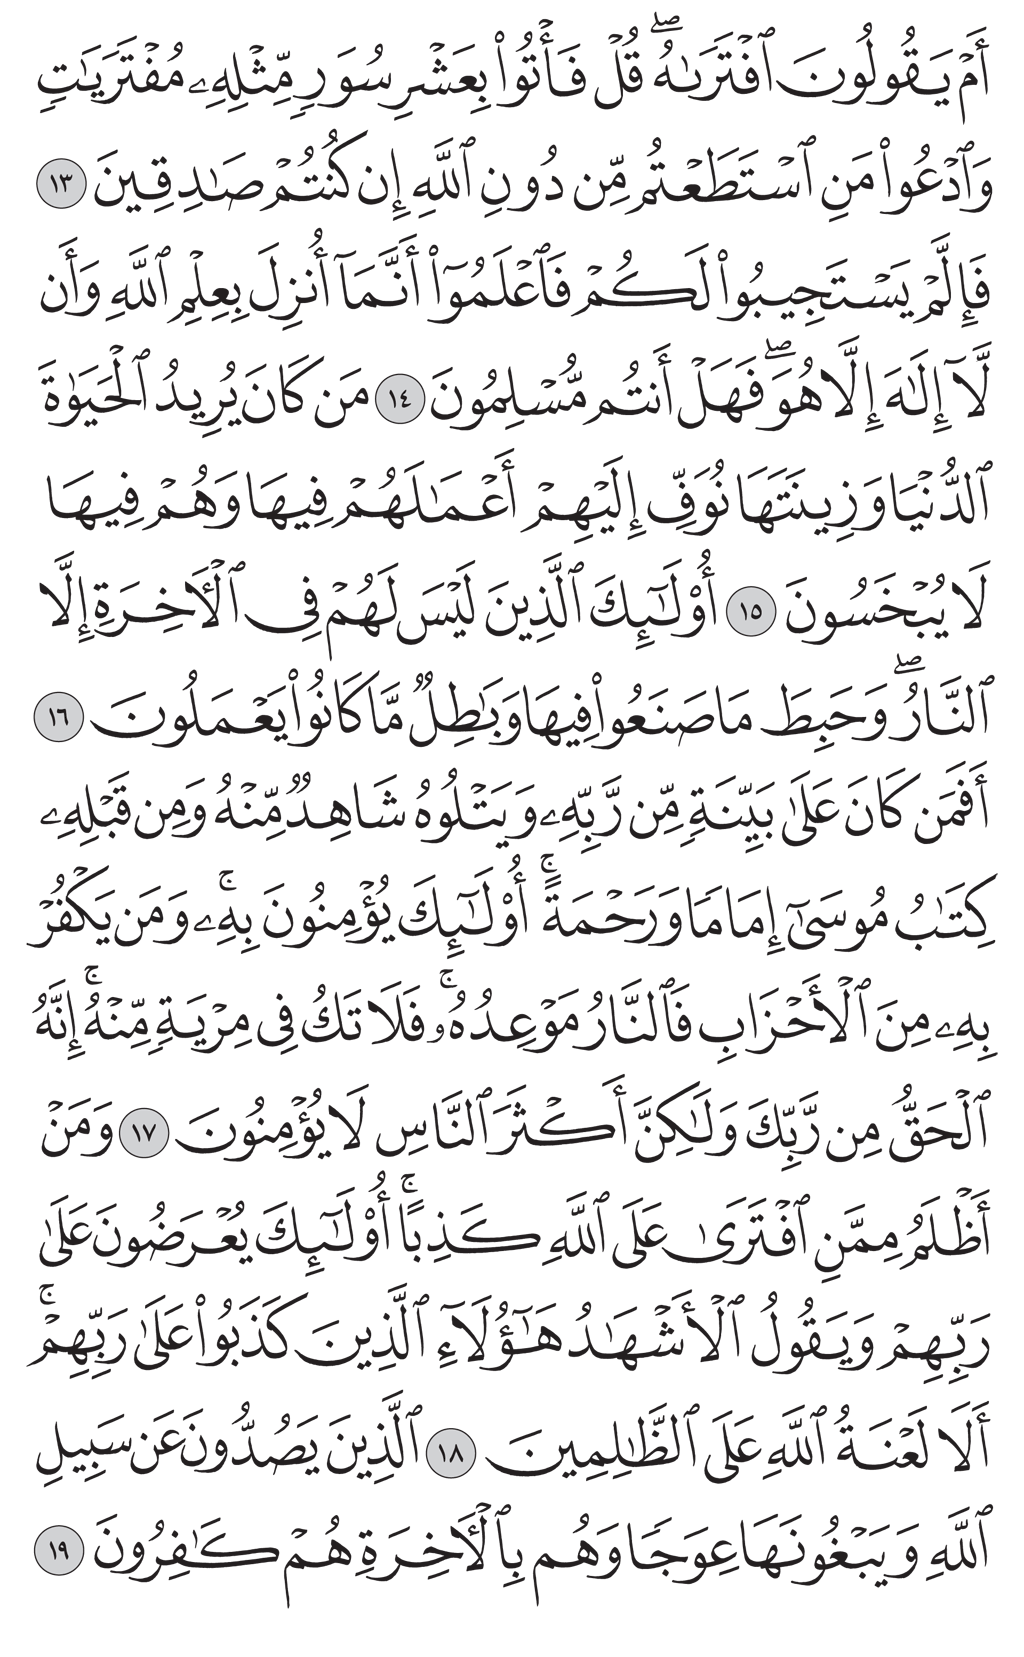 أَمْ يَقُولُونَ ٱفْتَرَىٰهُ ۖ قُلْ فَأْتُوا۟ بِعَشْرِ سُوَرٍ مِّثْلِهِۦ مُفْتَرَيَٰتٍ
وَٱدْعُوا۟ مَنِ ٱسْتَطَعْتُم مِّن دُونِ ٱللَّهِ إِن كُنتُمْ صَٰدِقِينَ ١٣
فَإِلَّمْ يَسْتَجِيبُوا۟ لَكُمْ فَٱعْلَمُوٓا۟ أَنَّمَآ أُنزِلَ بِعِلْمِ ٱللَّهِ وَأَن
لَّآ إِلَٰهَ إِلَّا هُوَ ۖ فَهَلْ أَنتُم مُّسْلِمُونَ ١٤ مَن كَانَ يُرِيدُ ٱلْحَيَوٰةَ
ٱلدُّنْيَا وَزِينَتَهَا نُوَفِّ إِلَيْهِمْ أَعْمَٰلَهُمْ فِيهَا وَهُمْ فِيهَا
لَا يُبْخَسُونَ ١٥ أُو۟لَٰٓئِكَ ٱلَّذِينَ لَيْسَ لَهُمْ فِى ٱلْـَٔاخِرَةِ إِلَّا
ٱلنَّارُ ۖ وَحَبِطَ مَا صَنَعُوا۟ فِيهَا وَبَٰطِلٌ مَّا كَانُوا۟ يَعْمَلُونَ ١٦
أَفَمَن كَانَ عَلَىٰ بَيِّنَةٍ مِّن رَّبِّهِۦ وَيَتْلُوهُ شَاهِدٌ مِّنْهُ وَمِن قَبْلِهِۦ
كِتَٰبُ مُوسَىٰٓ إِمَامًا وَرَحْمَةً ۚ أُو۟لَٰٓئِكَ يُؤْمِنُونَ بِهِۦ ۚ وَمَن يَكْفُرْ
بِهِۦ مِنَ ٱلْأَحْزَابِ فَٱلنَّارُ مَوْعِدُهُۥ ۚ فَلَا تَكُ فِى مِرْيَةٍ مِّنْهُ ۚ إِنَّهُ
ٱلْحَقُّ مِن رَّبِّكَ وَلَٰكِنَّ أَكْثَرَ ٱلنَّاسِ لَا يُؤْمِنُونَ ١٧ وَمَنْ
أَظْلَمُ مِمَّنِ ٱفْتَرَىٰ عَلَى ٱللَّهِ كَذِبًا ۚ أُو۟لَٰٓئِكَ يُعْرَضُونَ عَلَىٰ
رَبِّهِمْ وَيَقُولُ ٱلْأَشْهَٰدُ هَٰٓؤُلَآءِ ٱلَّذِينَ كَذَبُوا۟ عَلَىٰ رَبِّهِمْ ۚ
أَلَا لَعْنَةُ ٱللَّهِ عَلَى ٱلظَّٰلِمِينَ ١٨ ٱلَّذِينَ يَصُدُّونَ عَن سَبِيلِ
ٱللَّهِ وَيَبْغُونَهَا عِوَجًا وَهُم بِٱلْـَٔاخِرَةِ هُمْ كَٰفِرُونَ ١٩